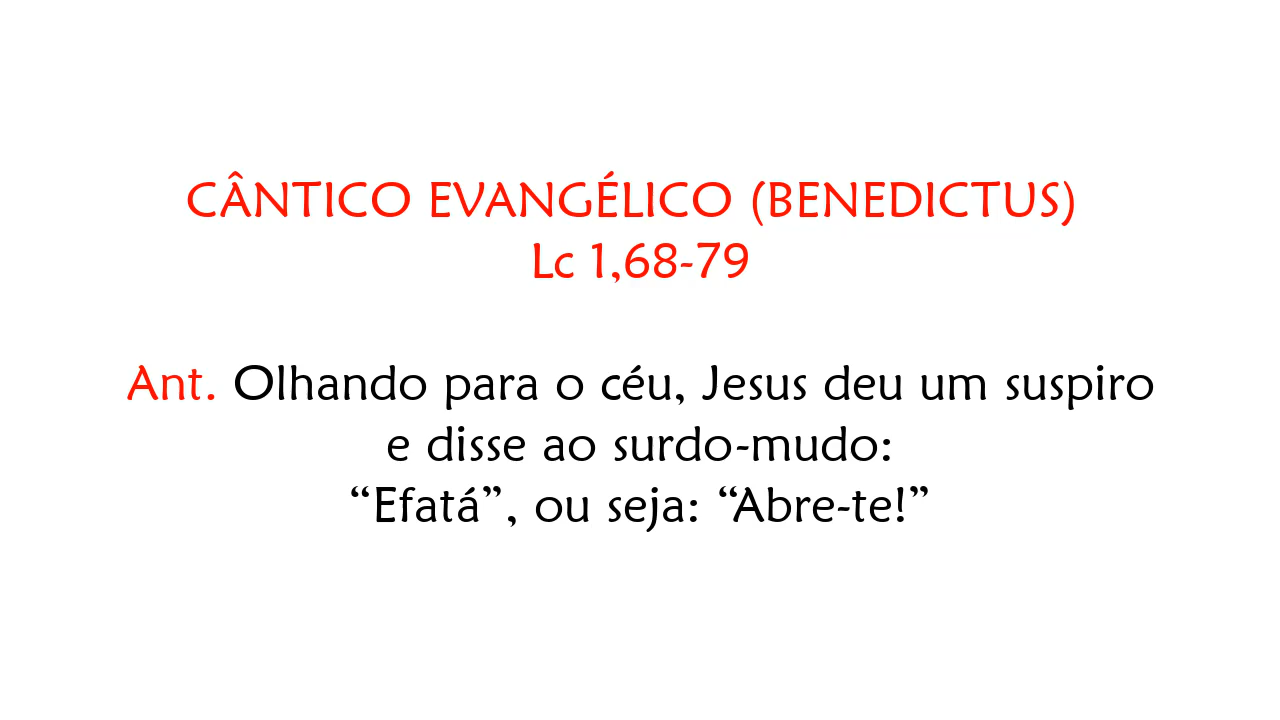 CÂNTICO EVANGÉLICO (BENEDICTUS)
Lc 1,68-79
Ant. Olhando para o céu, Jesus deu um suspiro
e disse ao surdo-mudo:
“Efatá”, ou seja: “Abre-te!”